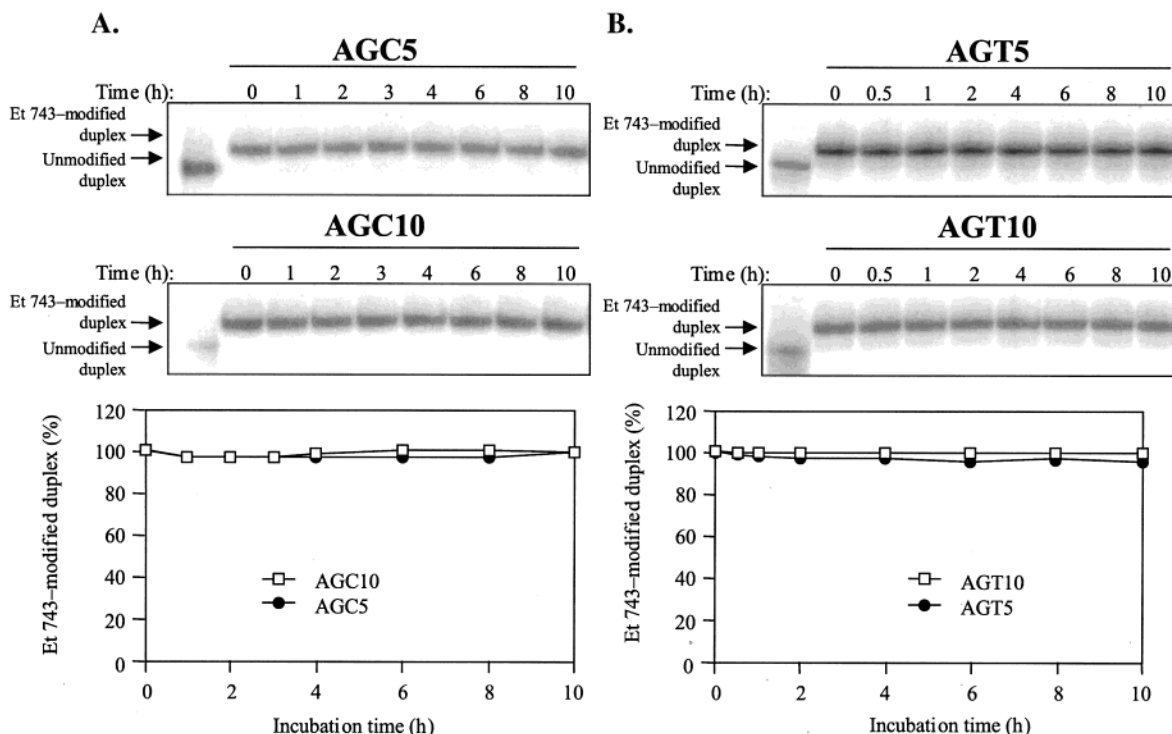 A.
AGC5
Time (h): 0 1 2 3 4 6 8 10
Et 743–modified
duplex
Unmodified
duplex
AGC10
Time (h): 0 1 2 3 4 6 8 10
Et 743–modified
duplex
Unmodified
duplex
Et 743–modified duplex (%)
120
100
80
60
40
20
0
AGC10
AGC5
0 2 4 6 8 10
Incubation time (h)
B.
AGT5
Time (h): 0 0.5 1 2 4 6 8 10
Et 743–modified
duplex
Unmodified
duplex
AGT10
Time (h): 0 0.5 1 2 4 6 8 10
Et 743–modified
duplex
Unmodified
duplex
Et 743–modified duplex (%)
120
100
80
60
40
20
0
AGT10
AGT5
0 2 4 6 8 10
Incubation time (h)